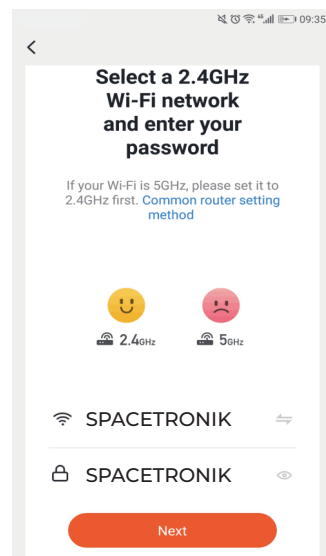 09:35
Select a 2.4GHz
Wi-Fi network
and enter your
password
If your Wi-Fi is 5GHz, please set it to
2.4GHz first. Common router setting
method
2.4GHz 5GHz
SPACETRONIK
SPACETRONIK
Next